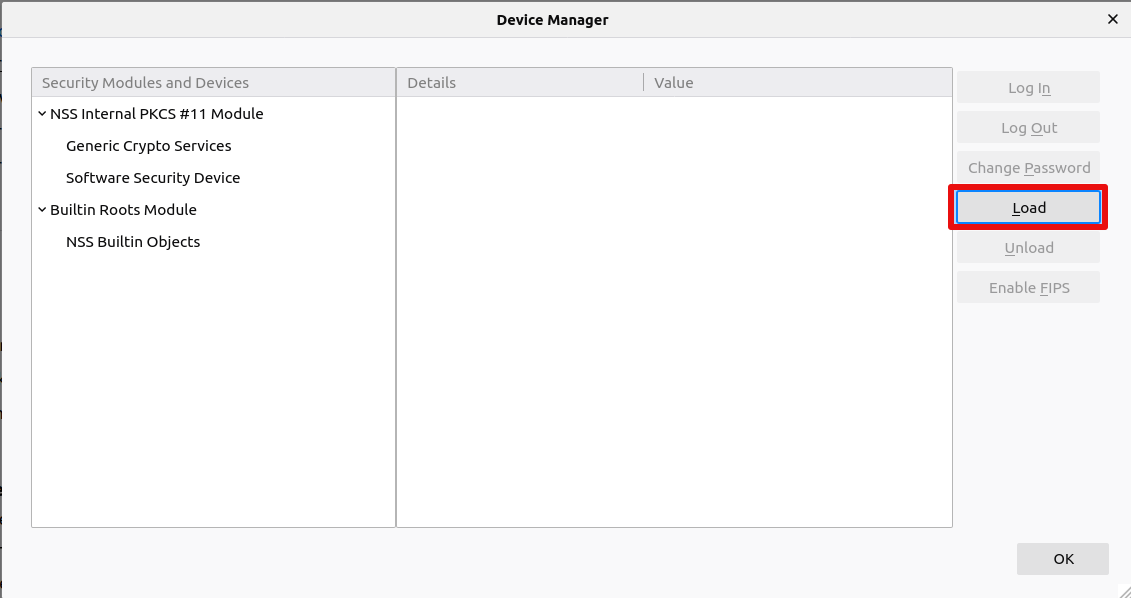 Device Manager
Security Modules and Devices
Details
Value
NSS Internal PKCS #11 Module
Generic Crypto Services
Software Security Device
Builtin Roots Module
NSS Builtin Objects
Log In
Log Out
Change Password
Load
Unload
Enable FIPS
OK